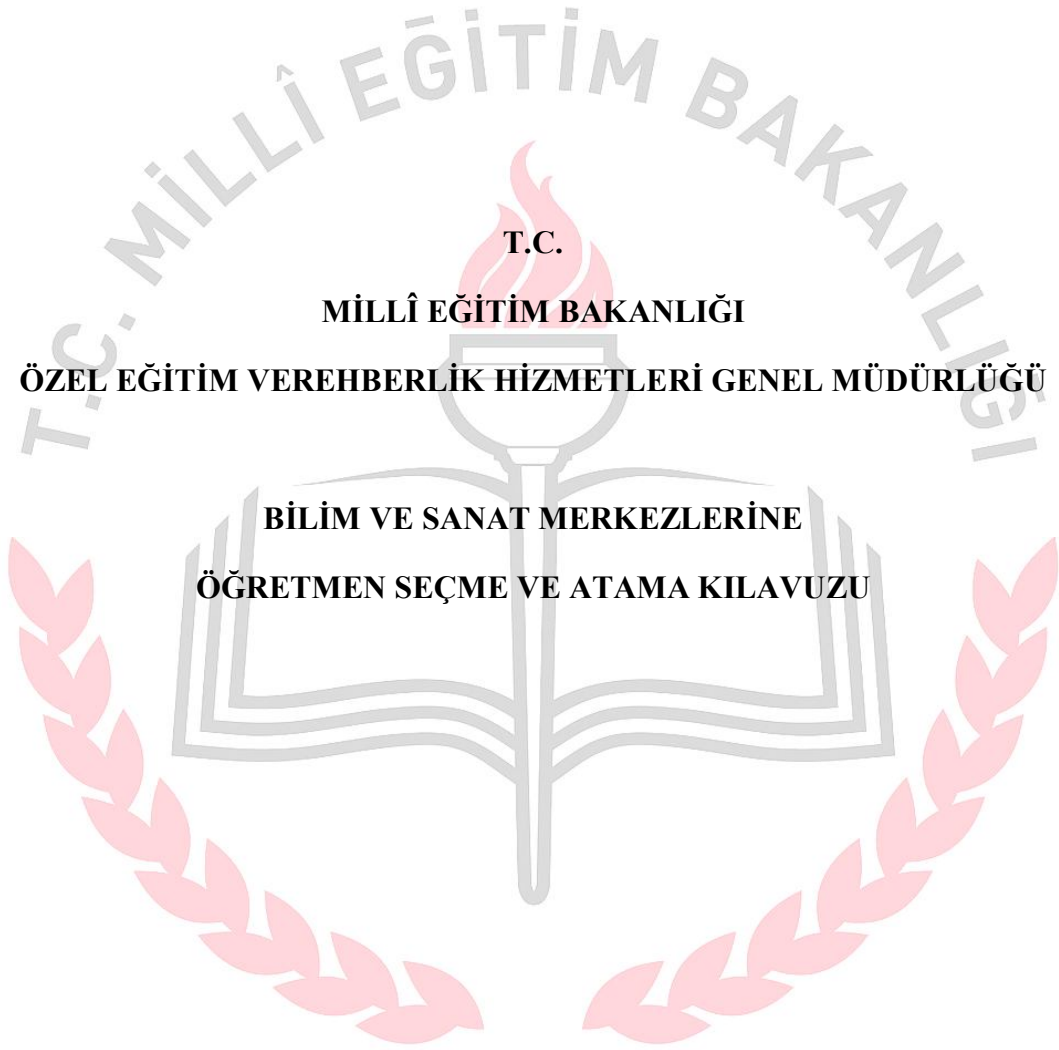 T.C. MİLLÎ EĞİTİM BAKANLIĞI
T.C.
MİLLÎ EĞİTİM BAKANLIĞI
ÖZEL EĞİTİM VEREHBERLİK HİZMETLERİ GENEL MÜDÜRLÜĞÜ
BİLİM VE SANAT MERKEZLERİNE
ÖĞRETMEN SEÇME VE ATAMA KILAVUZU